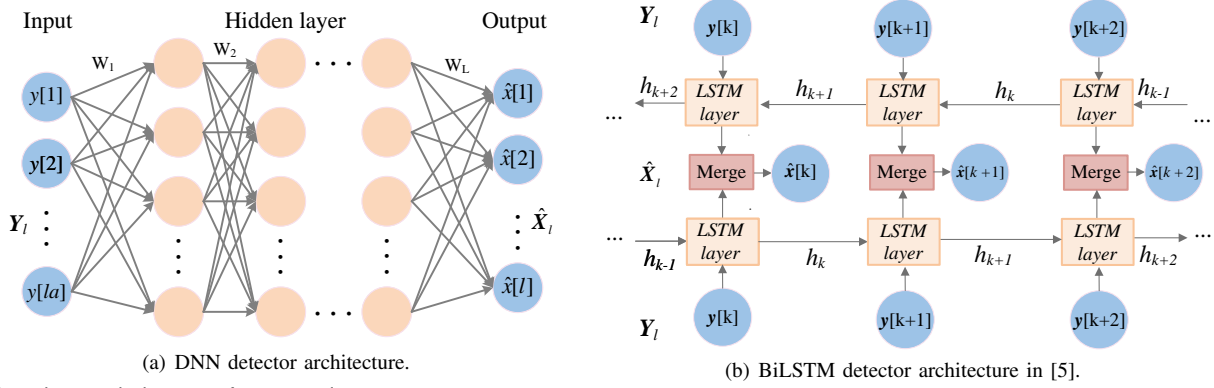 Input
Hidden layer
Output
W1
W2
WL
· · ·
y[1]
y[2]
Yl
y[la]
x̂[1]
x̂[2]
X̂l
x̂[l]
· · ·
(a) DNN detector architecture.
Yl
y[k]
y[k+1]
y[k+2]
hk+2
LSTM
layer
hk+1
LSTM
layer
hk
LSTM
layer
hk-1
...
...
X̂l
Merge
x̂[k]
Merge
x̂[k+1]
Merge
x̂[k+2]
...
hk-1
LSTM
layer
hk
LSTM
layer
hk+1
LSTM
layer
hk+2
...
Yl
y[k]
y[k+1]
y[k+2]
(b) BiLSTM detector architecture in [5].